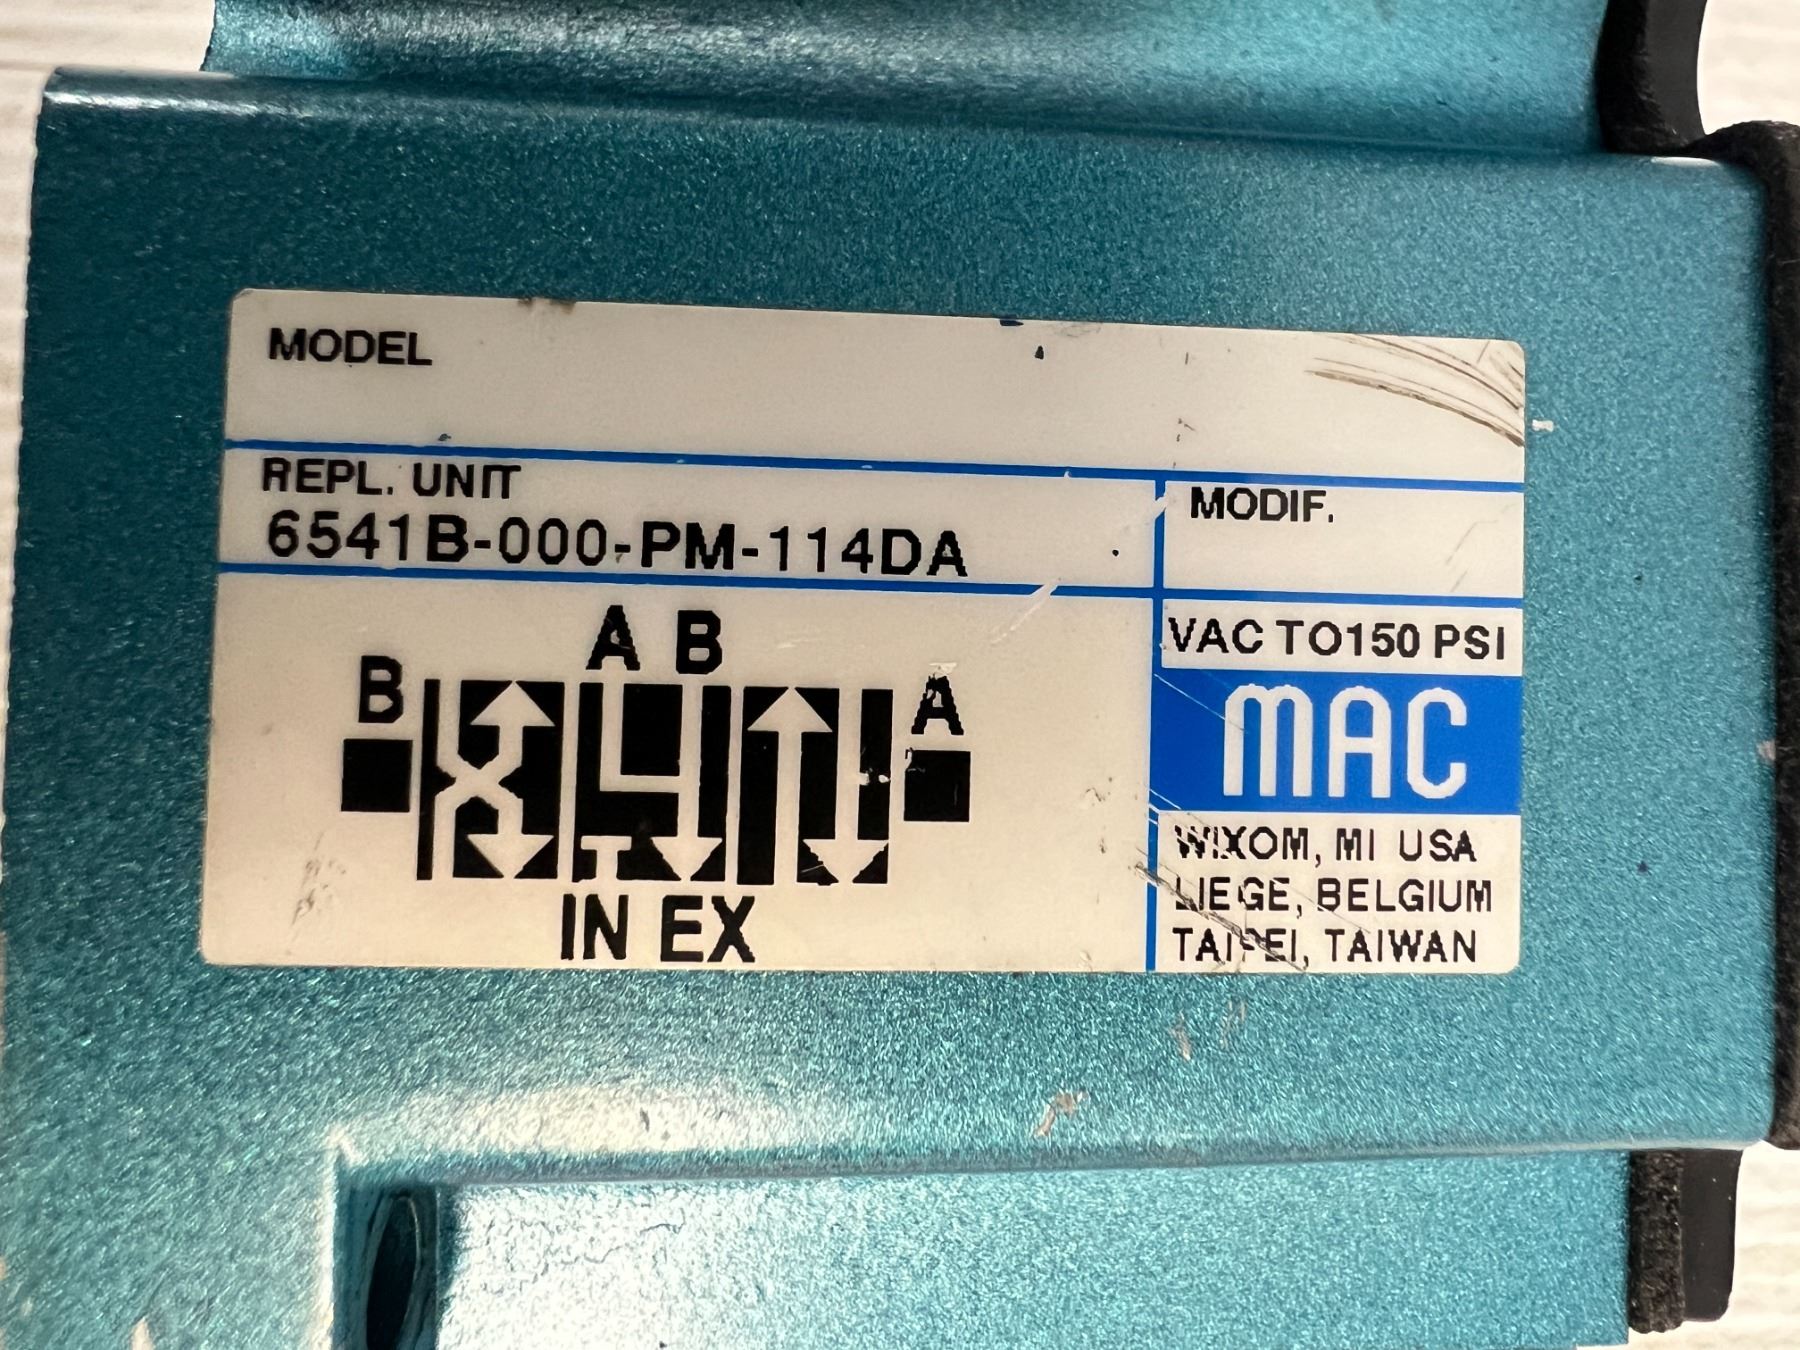 MODEL
REPL. UNIT
6541B-000-PM-114DA
MODIF.
A B
B
A
IN EX
VAC TO150 PSI
MAC
WIXOM, MI USA
LIEGE, BELGIUM
TAIPEI, TAIWAN